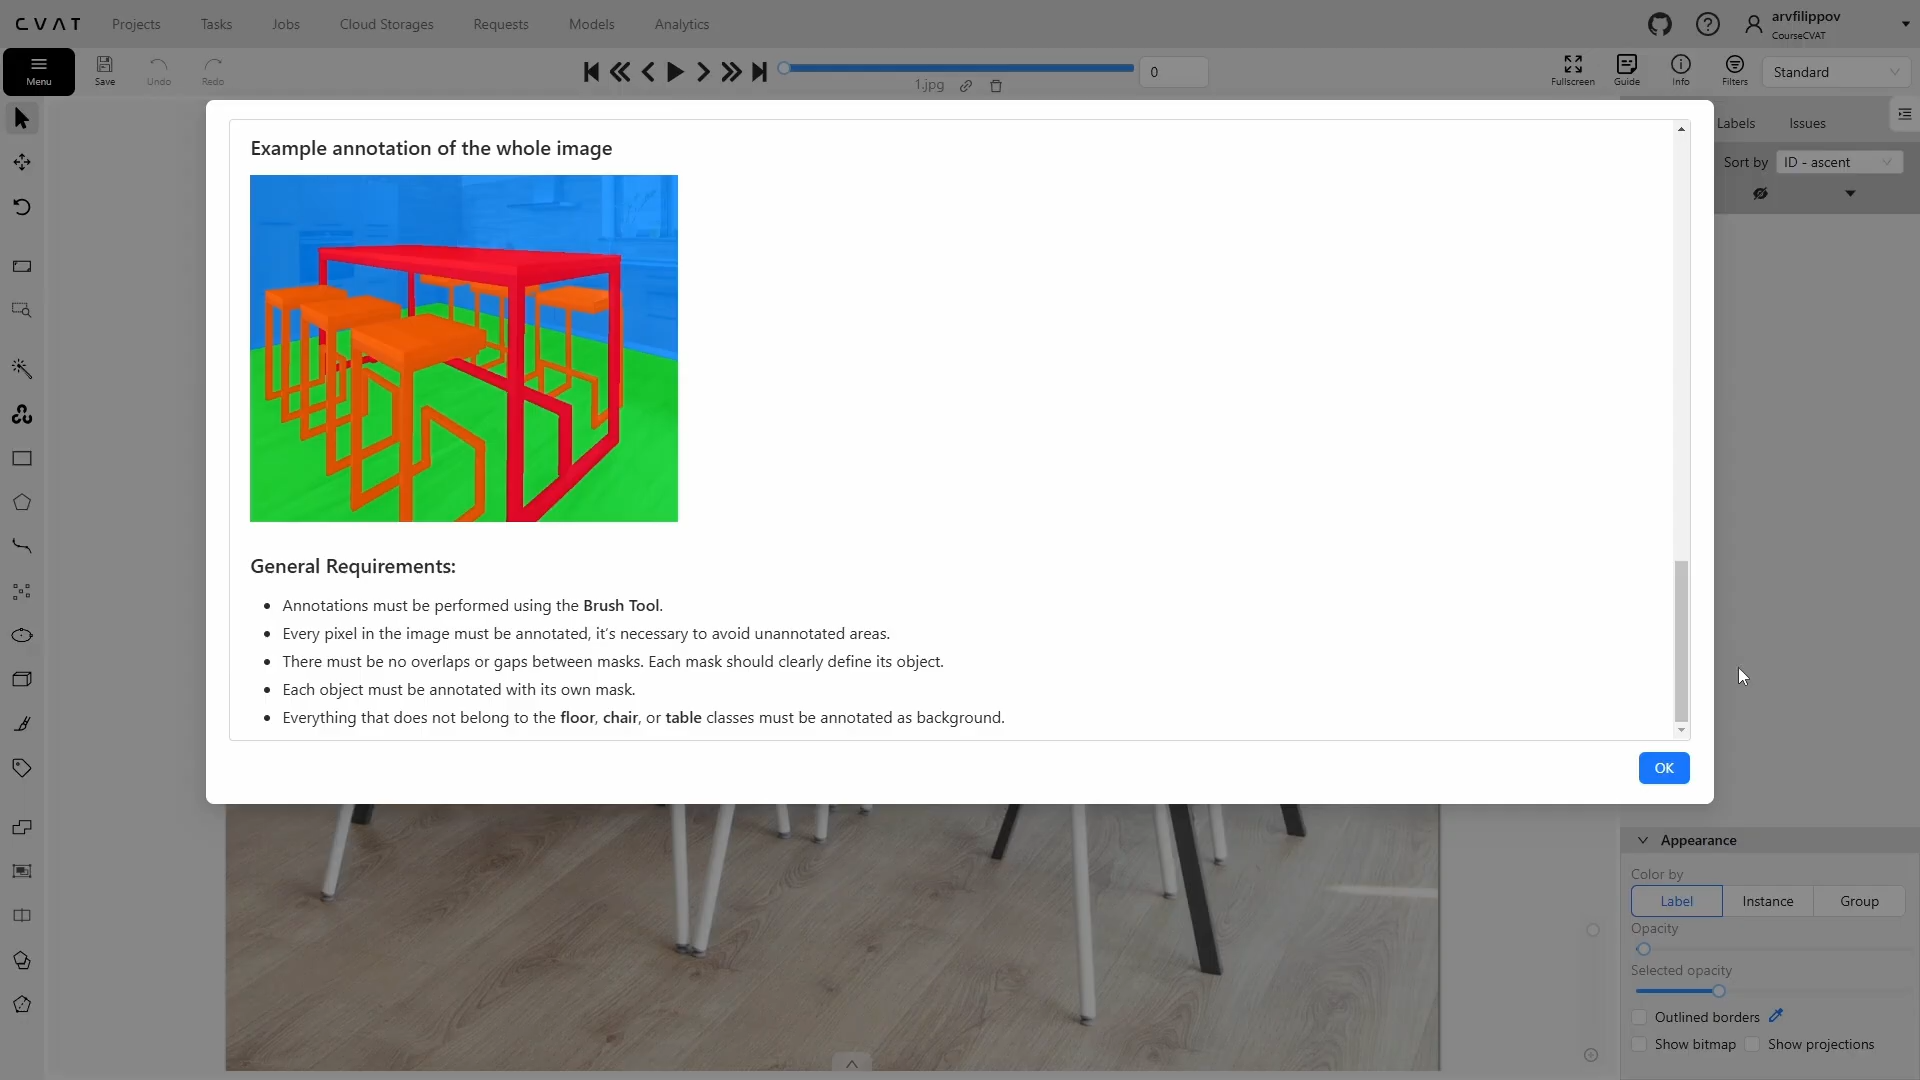 CVAT
Projects
Tasks
Jobs
Cloud Storages
Requests
Models
Analytics
arvfilippov
CourseCVAT
Menu
Save
Undo
Redo
1.jpg
0
Fullscreen
Guide
Info
Filters
Standard
Labels
Issues
Sort by
ID - ascent
Example annotation of the whole image
General Requirements:
Annotations must be performed using the Brush Tool.
Every pixel in the image must be annotated, it's necessary to avoid unannotated areas.
There must be no overlaps or gaps between masks. Each mask should clearly define its object.
Each object must be annotated with its own mask.
Everything that does not belong to the floor, chair, or table classes must be annotated as background.
OK
Appearance
Color by
Label
Instance
Group
Opacity
Selected opacity
Outlined borders
Show bitmap
Show projections